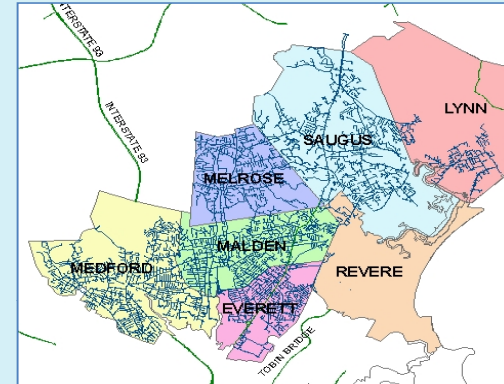 INTERSTATE 93
INTERSTATE 93
LYNN
SAUGUS
MELROSE
MALDEN
MEDFORD
REVERE
EVERETT
TOBIN BRIDGE